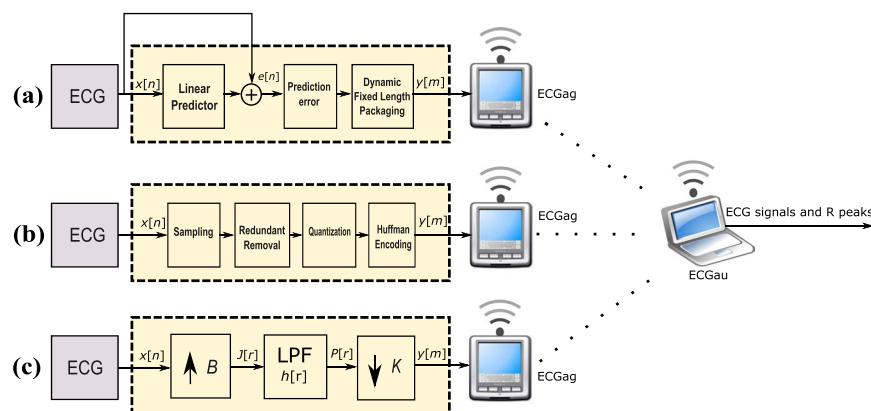 (a)
ECG
x[n]
Linear
Predictor
+
e[n]
Prediction
error
Dynamic
Fixed Length
Packaging
y[m]
ECGag
(b)
ECG
x[n]
Sampling
Redundant
Removal
Quantization
Huffman
Encoding
y[m]
ECGag
ECG signals and R peaks
ECGau
(c)
ECG
x[n]
B
J[r]
LPF
h[r]
P[r]
K
y[m]
ECGag